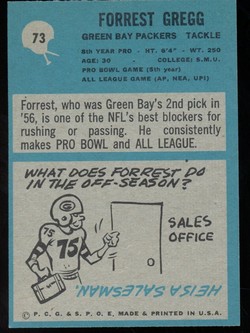 73
FORREST GREGG
GREEN BAY PACKERS TACKLE
8TH YEAR PRO - HT. 6'4" - WT. 250
AGE: 30 - COLLEGE: S.M.U.
PRO BOWL GAME (5th year)
ALL LEAGUE GAME (AP, NEA, UPI)
Forrest, who was Green Bay's 2nd pick in
'56, is one of the NFL's best blockers for
rushing or passing. He consistently
makes PRO BOWL and ALL LEAGUE.
WHAT DOES FORREST DO
IN THE OFF-SEASON?
G
75
75
SALES
OFFICE
HE IS A SALESMAN.
© P. C. G. & S. P. O. E, MADE & PRINTED IN U.S.A.